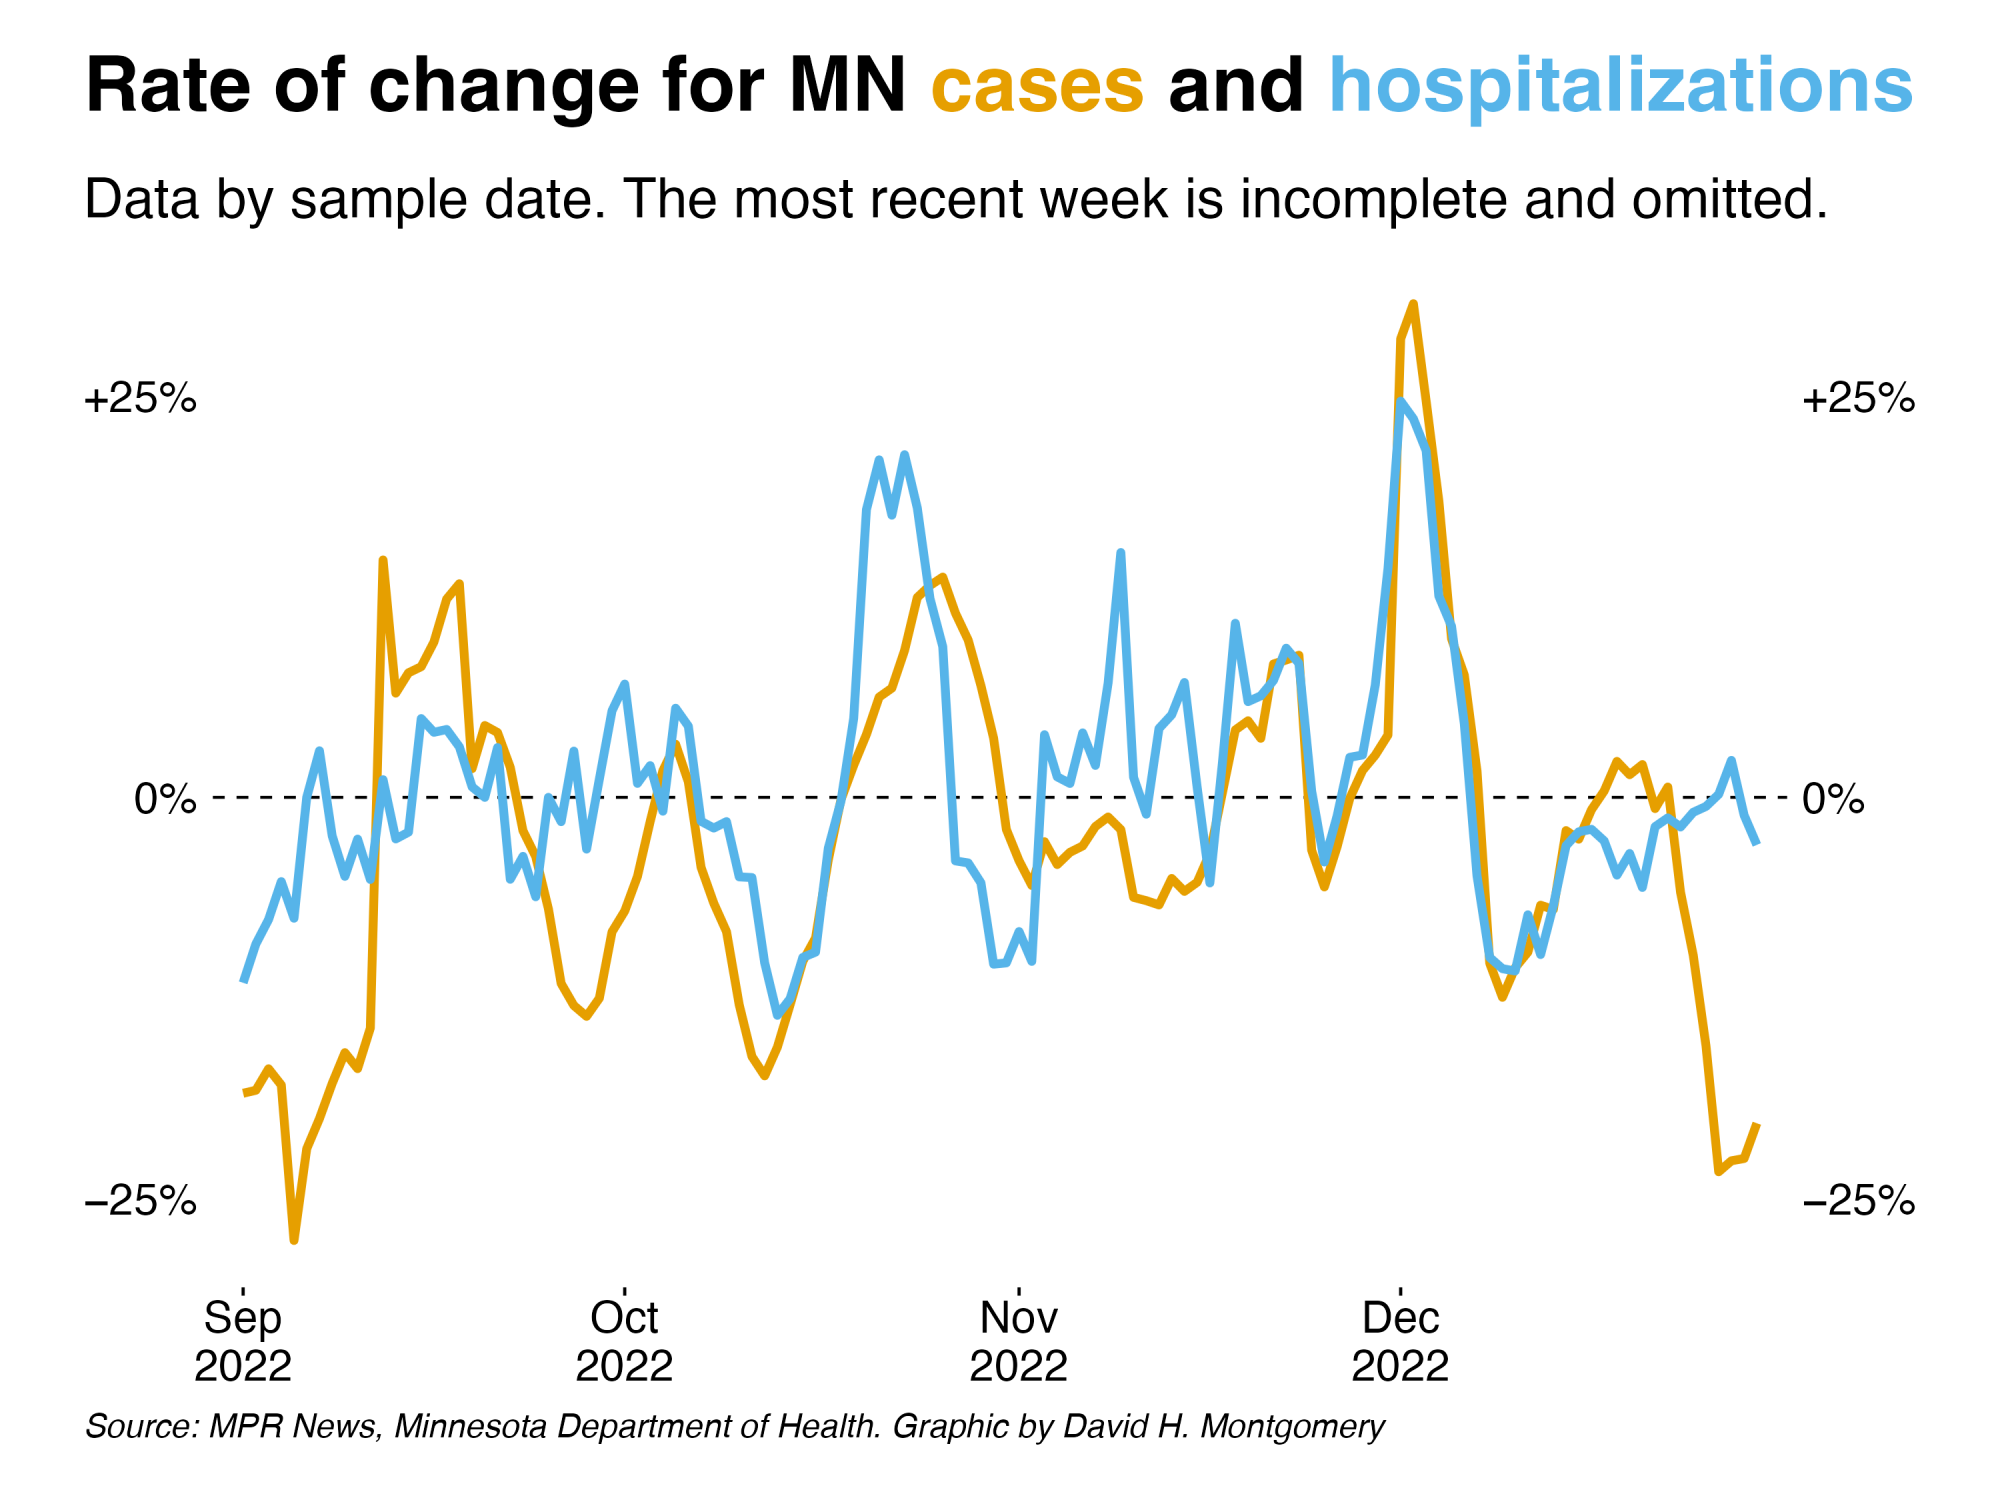 Rate of change for MN cases and hospitalizations
Data by sample date. The most recent week is incomplete and omitted.
+25% +25%
0% 0%
−25% −25%
Sep Oct Nov Dec
2022 2022 2022 2022
Source: MPR News, Minnesota Department of Health. Graphic by David H. Montgomery